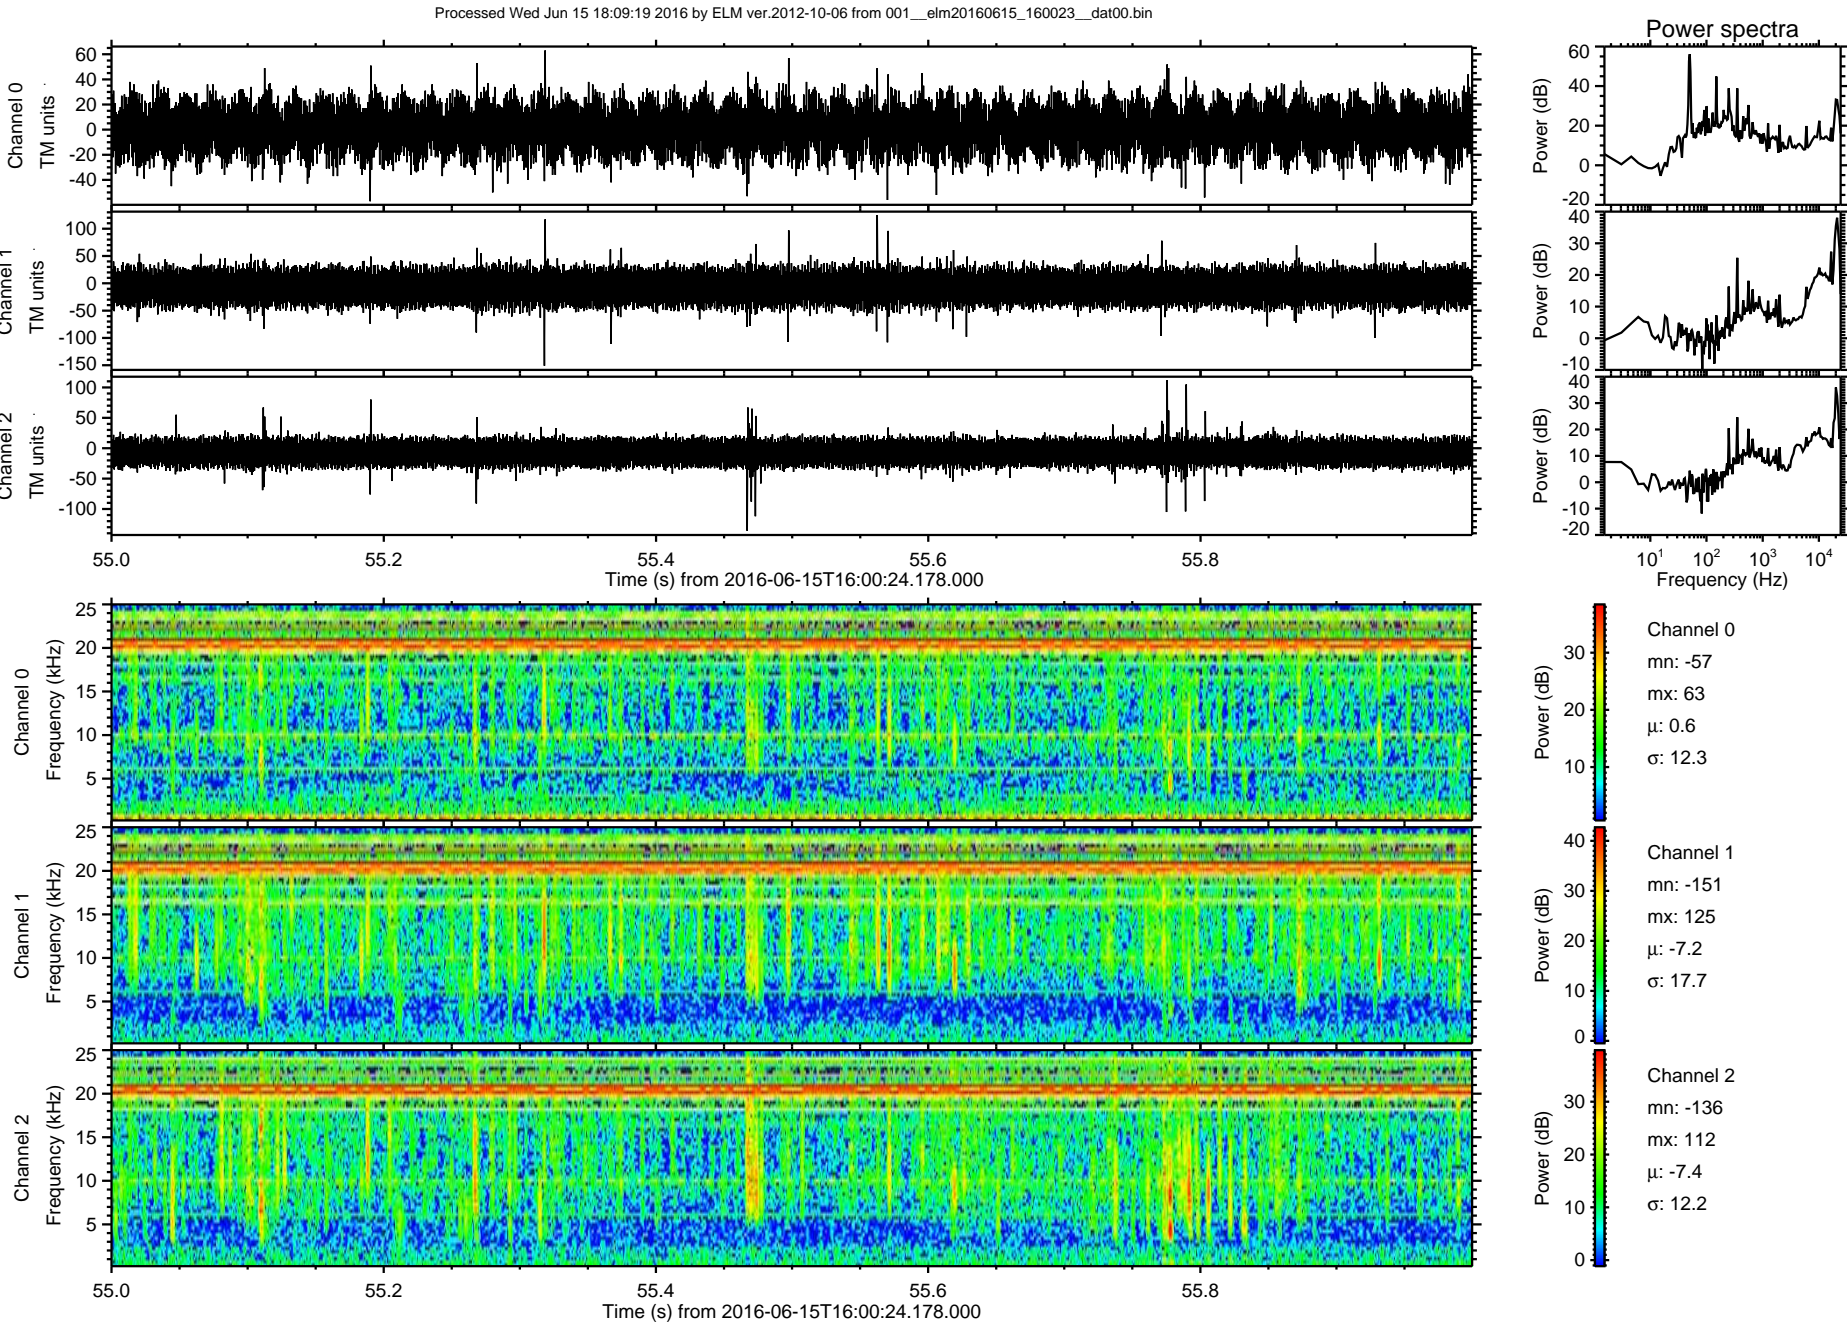 Processed Wed Jun 15 18:09:19 2016 by ELM ver.2012-10-06 from 001__elm20160615_160023__dat00.bin
Power spectra
Channel 0
TM units
60
40
20
0
-20
-40
Power (dB)
60
40
20
0
-20
Channel 1
TM units
100
50
0
-50
-100
-150
Power (dB)
40
30
20
10
0
-10
Channel 2
TM units
100
50
0
-50
-100
Power (dB)
40
30
20
10
0
-10
-20
55.0 55.2 55.4 55.6 55.8
Time (s) from 2016-06-15T16:00:24.178.000
10¹ 10² 10³ 10⁴
Frequency (Hz)
Channel 0
Frequency (kHz)
25
20
15
10
5
Power (dB)
30
20
10
Channel 0
mn: -57
mx: 63
μ: 0.6
σ: 12.3
Channel 1
Frequency (kHz)
25
20
15
10
5
Power (dB)
40
30
20
10
0
Channel 1
mn: -151
mx: 125
μ: -7.2
σ: 17.7
Channel 2
Frequency (kHz)
25
20
15
10
5
Power (dB)
30
20
10
0
Channel 2
mn: -136
mx: 112
μ: -7.4
σ: 12.2
55.0 55.2 55.4 55.6 55.8
Time (s) from 2016-06-15T16:00:24.178.000